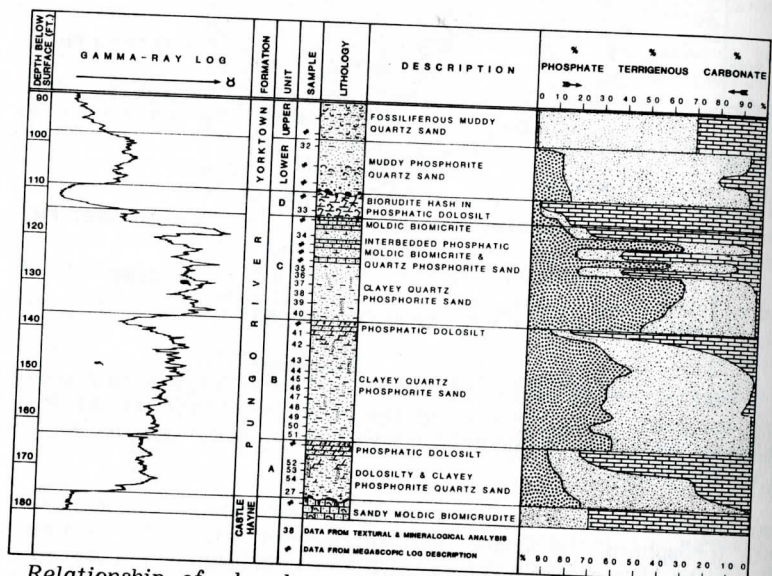 DEPTH BELOW SURFACE (FT.)
GAMMA-RAY LOG
γ
FORMATION
UNIT
SAMPLE
LITHOLOGY
DESCRIPTION
% PHOSPHATE
% TERRIGENOUS
% CARBONATE
0 10 20 30 40 50 60 70 80 90 %
90
100
110
120
130
140
150
160
170
180
YORKTOWN
PUNGO RIVER
CASTLE HAYNE
UPPER
LOWER
D
C
B
A
32
33
34
35
36
37
38
39
40
41
42
43
44
45
46
47
48
49
50
51
52
53
54
27
FOSSILIFEROUS MUDDY
QUARTZ SAND
MUDDY PHOSPHORITE
QUARTZ SAND
BIORUDITE HASH IN
PHOSPHATIC DOLOSILT
MOLDIC BIOMICRITE
INTERBEDDED PHOSPHATIC
MOLDIC BIOMICRITE &
QUARTZ PHOSPHORITE SAND
CLAYEY QUARTZ
PHOSPHORITE SAND
PHOSPHATIC DOLOSILT
CLAYEY QUARTZ
PHOSPHORITE SAND
PHOSPHATIC DOLOSILT
DOLOSILTY & CLAYEY
PHOSPHORITE QUARTZ SAND
SANDY MOLDIC BIOMICRUDITE
38 DATA FROM TEXTURAL & MINERALOGICAL ANALYSIS
DATA FROM MEGASCOPIC LOG DESCRIPTION
% 90 80 70 60 50 40 30 20 10 0
Relationship of